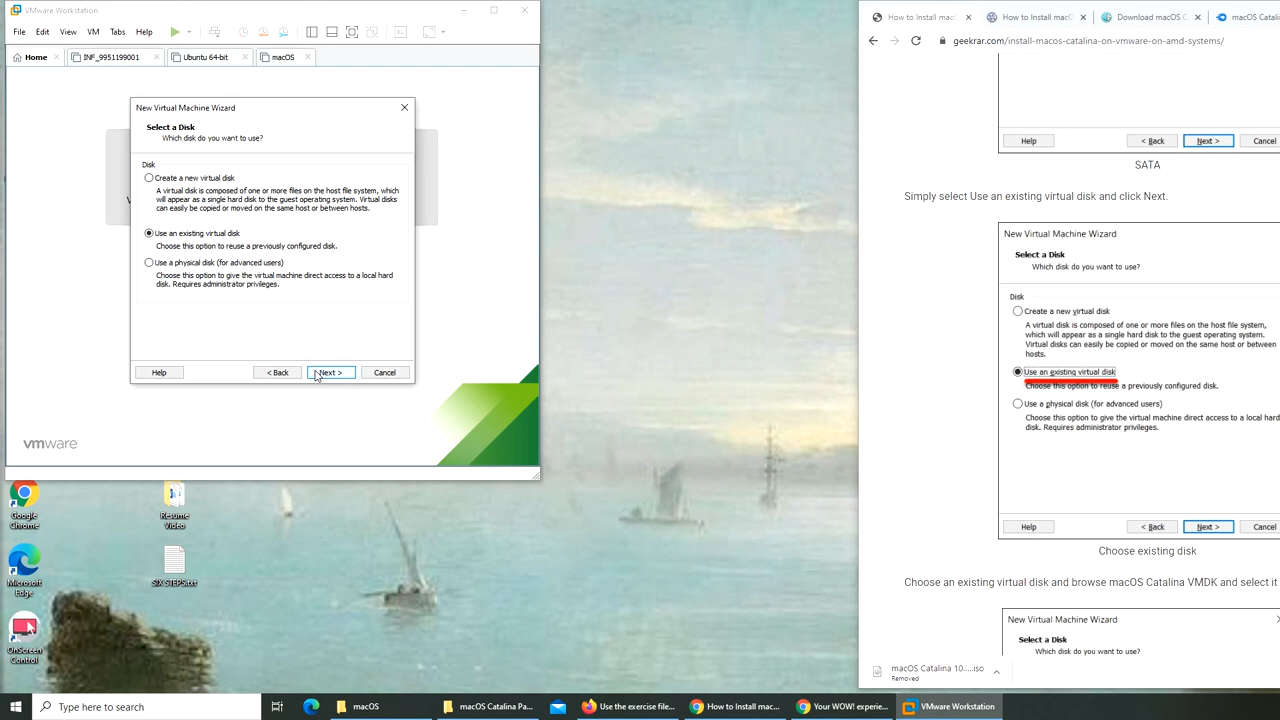 VMware Workstation
File Edit View VM Tabs Help
Home INF_9951199001 Ubuntu 64-bit macOS
New Virtual Machine Wizard
Select a Disk
Which disk do you want to use?
Disk
Create a new virtual disk
A virtual disk is composed of one or more files on the host file system, which
will appear as a single hard disk to the guest operating system. Virtual disks
can easily be copied or moved on the same host or between hosts.
Use an existing virtual disk
Choose this option to reuse a previously configured disk.
Use a physical disk (for advanced users)
Choose this option to give the virtual machine direct access to a local hard
disk. Requires administrator privileges.
Help < Back Next > Cancel
vmware
Google
Chrome
Resume
Video
Microsoft
Edge
SIX STEPS.txt
OnScreen
Control
How to Install mac How to Install mac Download macOS C macOS Catali
geekrar.com/install-macos-catalina-on-vmware-on-amd-systems/
Help < Back Next > Cancel
SATA
Simply select Use an existing virtual disk and click Next.
New Virtual Machine Wizard
Select a Disk
Which disk do you want to use?
Disk
Create a new virtual disk
A virtual disk is composed of one or more files on the host file system,
which will appear as a single hard disk to the guest operating system.
Virtual disks can easily be copied or moved on the same host or between
hosts.
Use an existing virtual disk
Choose this option to reuse a previously configured disk.
Use a physical disk (for advanced users)
Choose this option to give the virtual machine direct access to a local hard
disk. Requires administrator privileges.
Help < Back Next > Cancel
Choose existing disk
Choose an existing virtual disk and browse macOS Catalina VMDK and select it
New Virtual Machine Wizard
Select a Disk
Which disk do you want to use?
macOS Catalina 10.....iso
Removed
Type here to search macOS macOS Catalina Pa... Use the exercise file... How to Install mac... Your WOW! experie... VMware Workstation